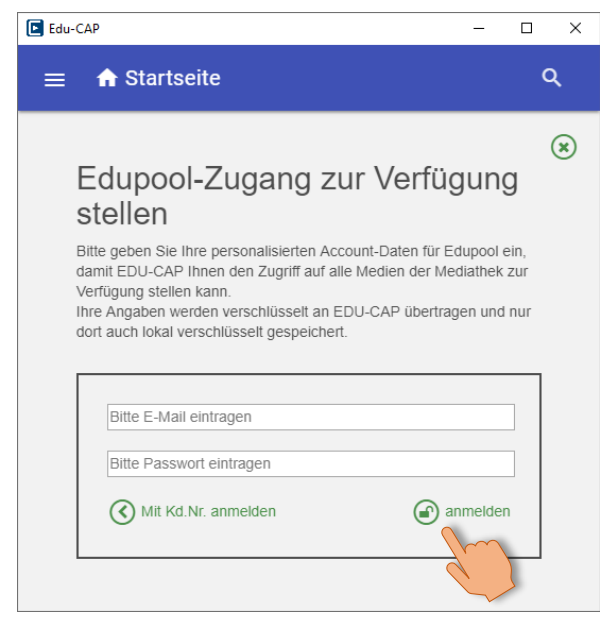 Edu-CAP
Startseite
Edupool-Zugang zur Verfügung
stellen
Bitte geben Sie Ihre personalisierten Account-Daten für Edupool ein,
damit EDU-CAP Ihnen den Zugriff auf alle Medien der Mediathek zur
Verfügung stellen kann.
Ihre Angaben werden verschlüsselt an EDU-CAP übertragen und nur
dort auch lokal verschlüsselt gespeichert.
Bitte E-Mail eintragen
Bitte Passwort eintragen
Mit Kd.Nr. anmelden
anmelden